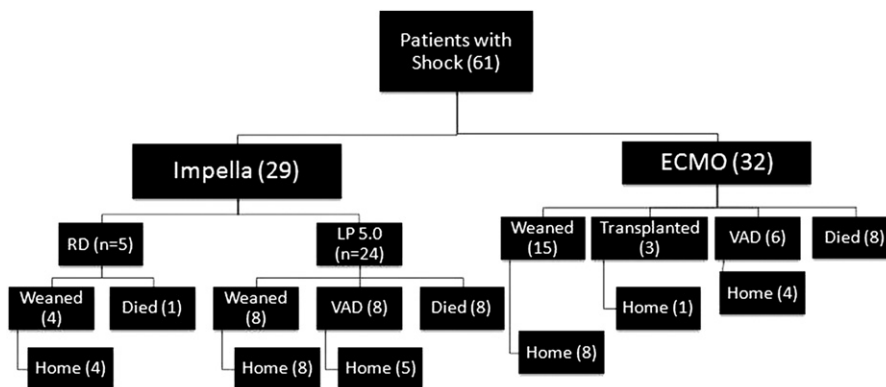 Patients with
Shock (61)
Impella (29)
ECMO (32)
RD (n=5)
LP 5.0
(n=24)
Weaned
(15)
Transplanted
(3)
VAD (6)
Died (8)
Weaned
(4)
Died (1)
Weaned
(8)
VAD (8)
Died (8)
Home (4)
Home (1)
Home (4)
Home (8)
Home (5)
Home (8)